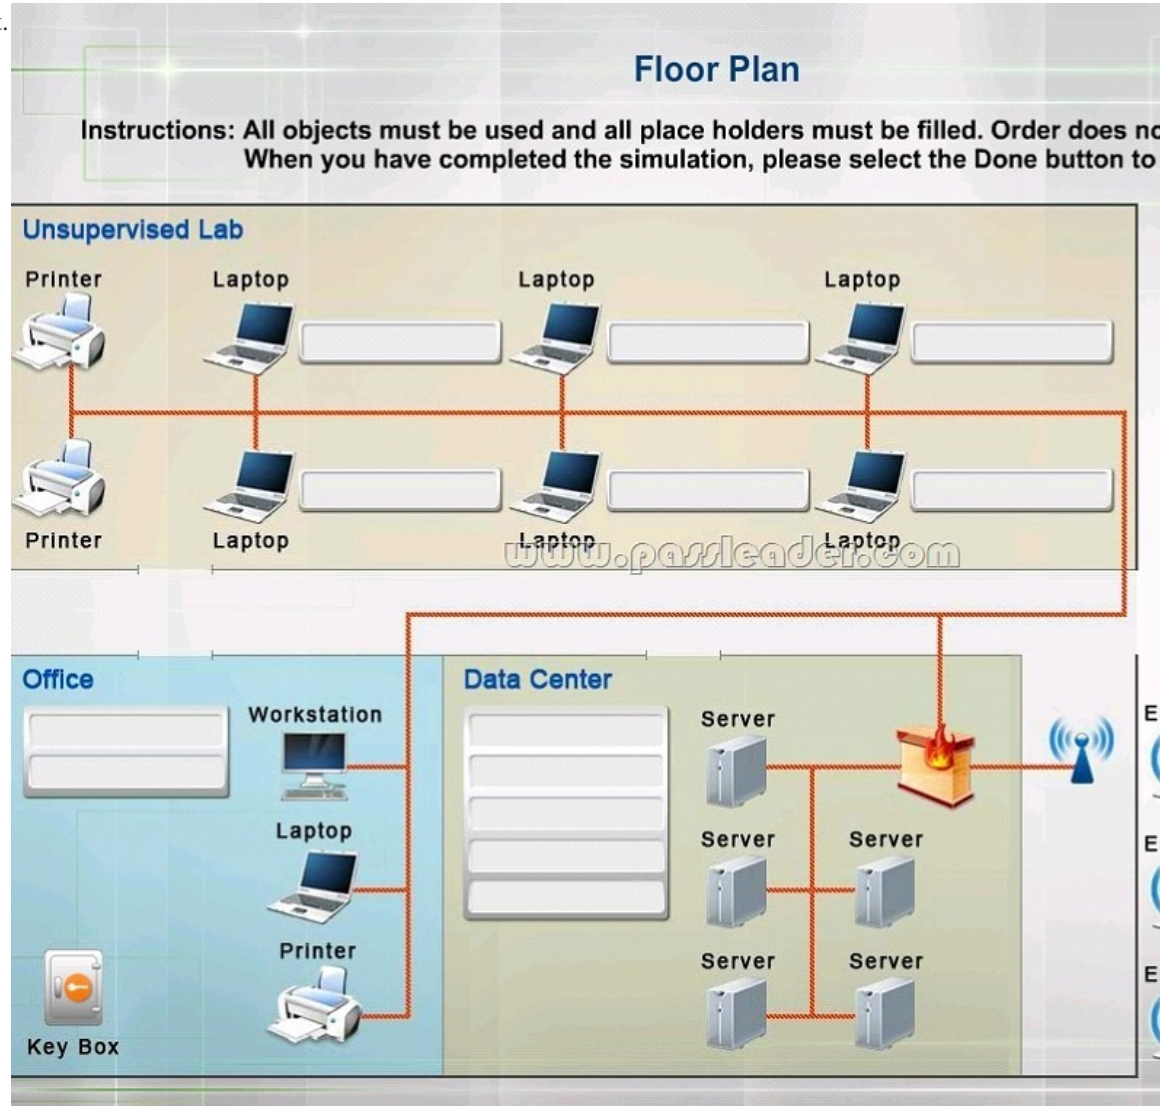 t.
Floor Plan
Instructions: All objects must be used and all place holders must be filled. Order does no
When you have completed the simulation, please select the Done button to
Unsupervised Lab
Printer Laptop Laptop Laptop
Printer Laptop Laptop Laptop
www.passleader.com
Office
Data Center
Workstation
Server
E
Laptop
Server Server
E
Printer
Server Server
E
Key Box